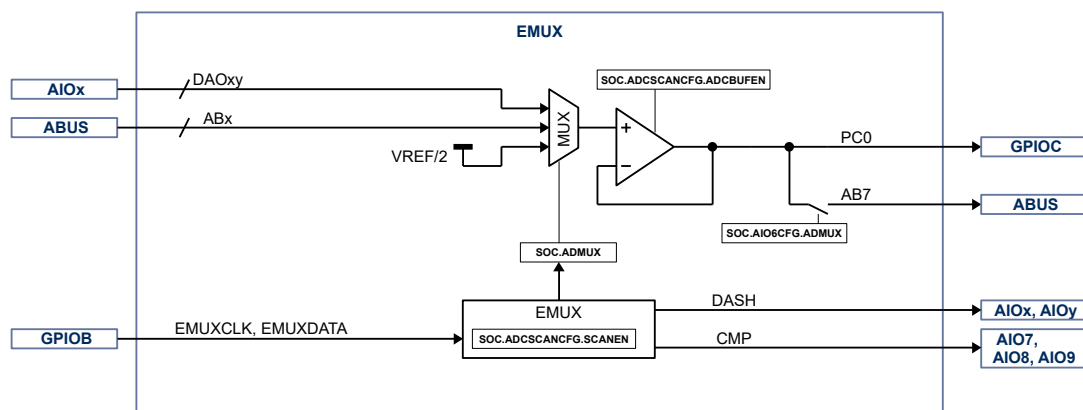 EMUX
AIOx
DAOxy
SOC.ADCSCANCFG.ADCBUFEN
ABUS
ABx
MUX
+
−
VREF/2
PC0
GPIOC
AB7
ABUS
SOC.AIO6CFG.ADMUX
SOC.ADMUX
EMUX
SOC.ADCSCANCFG.SCANEN
DASH
AIOx, AIOy
GPIOB
EMUXCLK, EMUXDATA
CMP
AIO7,
AIO8, AIO9